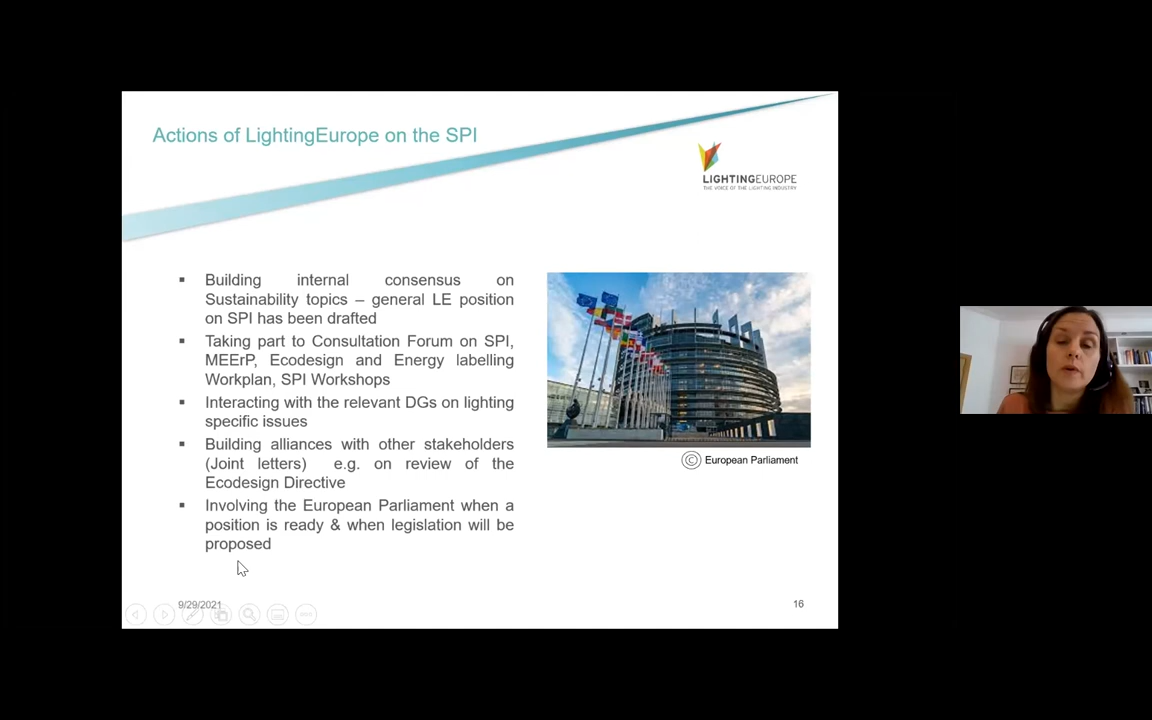 Actions of LightingEurope on the SPI
LIGHTINGEUROPE
THE VOICE OF THE LIGHTING INDUSTRY
▪ Building internal consensus on
Sustainability topics – general LE position
on SPI has been drafted
▪ Taking part to Consultation Forum on SPI,
MEErP, Ecodesign and Energy labelling
Workplan, SPI Workshops
▪ Interacting with the relevant DGs on lighting
specific issues
▪ Building alliances with other stakeholders
(Joint letters) e.g. on review of the
Ecodesign Directive
▪ Involving the European Parliament when a
position is ready & when legislation will be
proposed
© European Parliament
9/29/2021
16